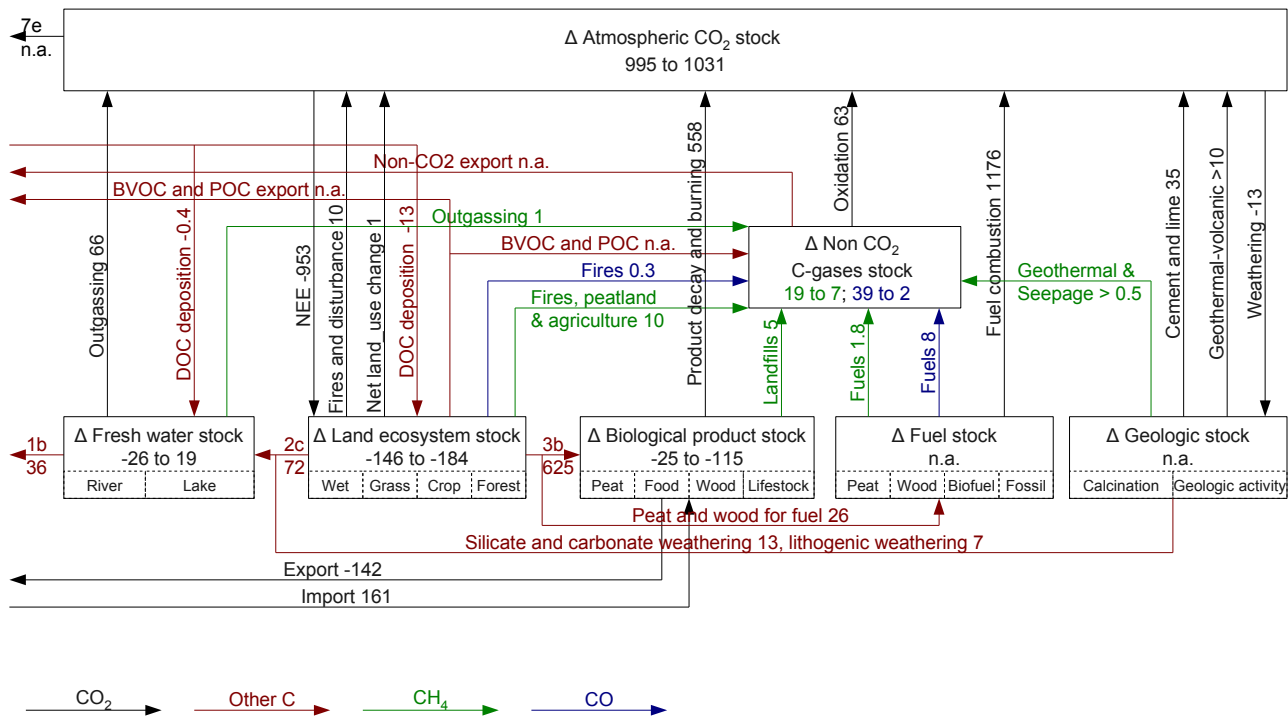 7e
n.a.
Δ Atmospheric CO2 stock
995 to 1031
Outgassing 66
DOC deposition -0.4
NEE -953
Fires and disturbance 10
Net land_use change 1
DOC deposition -13
Product decay and burning 558
Oxidation 63
Fuel combustion 1176
Cement and lime 35
Geothermal-volcanic >10
Weathering -13
Non-CO2 export n.a.
BVOC and POC export n.a.
Outgassing 1
BVOC and POC n.a.
Fires 0.3
Fires, peatland
& agriculture 10
Δ Non CO2
C-gases stock
19 to 7; 39 to 2
Geothermal &
Seepage > 0.5
Landfills 5
Fuels 1.8
Fuels 8
1b
36
Δ Fresh water stock
-26 to 19
River
Lake
2c
72
Δ Land ecosystem stock
-146 to -184
Wet
Grass
Crop
Forest
3b
625
Δ Biological product stock
-25 to -115
Peat
Food
Wood
Lifestock
Δ Fuel stock
n.a.
Peat
Wood
Biofuel
Fossil
Δ Geologic stock
n.a.
Calcination
Geologic activity
Peat and wood for fuel 26
Silicate and carbonate weathering 13, lithogenic weathering 7
Export -142
Import 161
CO2
Other C
CH4
CO